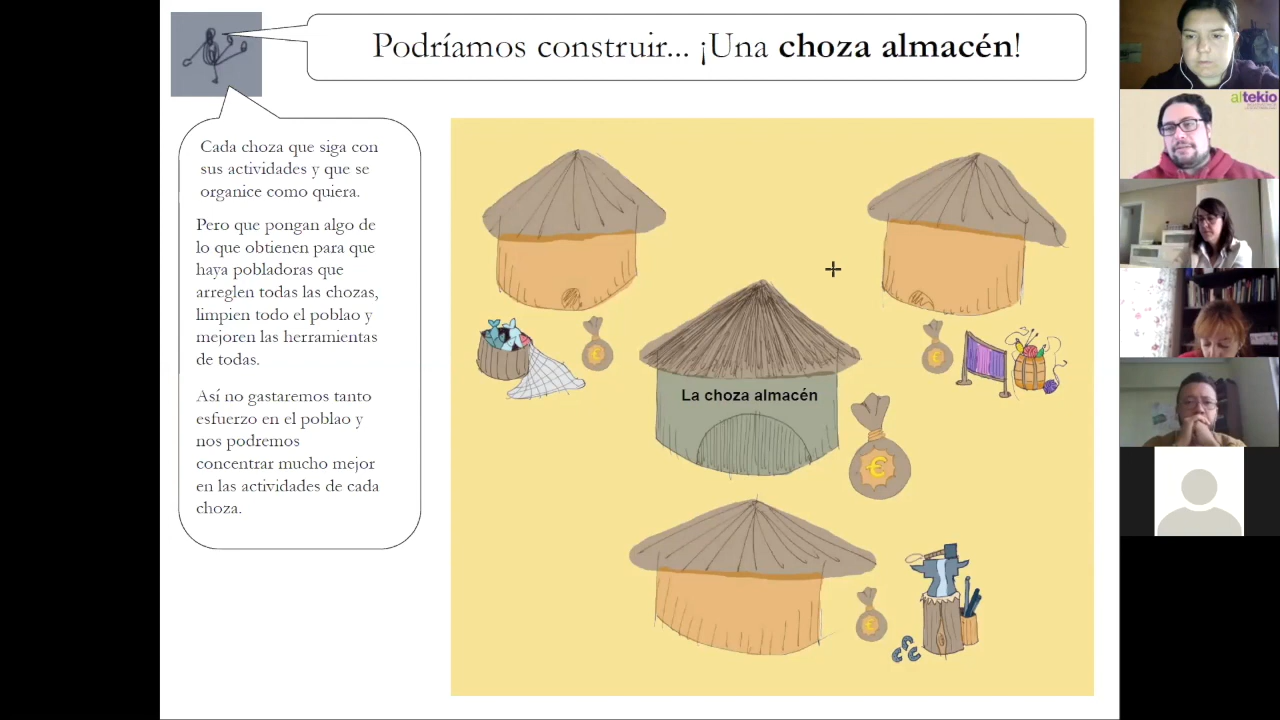 Podríamos construir... ¡Una choza almacén!
Cada choza que siga con
sus actividades y que se
organice como quiera.
Pero que pongan algo de
lo que obtienen para que
haya pobladoras que
arreglen todas las chozas,
limpien todo el poblao y
mejoren las herramientas
de todas.
Así no gastaremos tanto
esfuerzo en el poblao y
nos podremos
concentrar mucho mejor
en las actividades de cada
choza.
€
€
La choza almacén
€
€
altekio